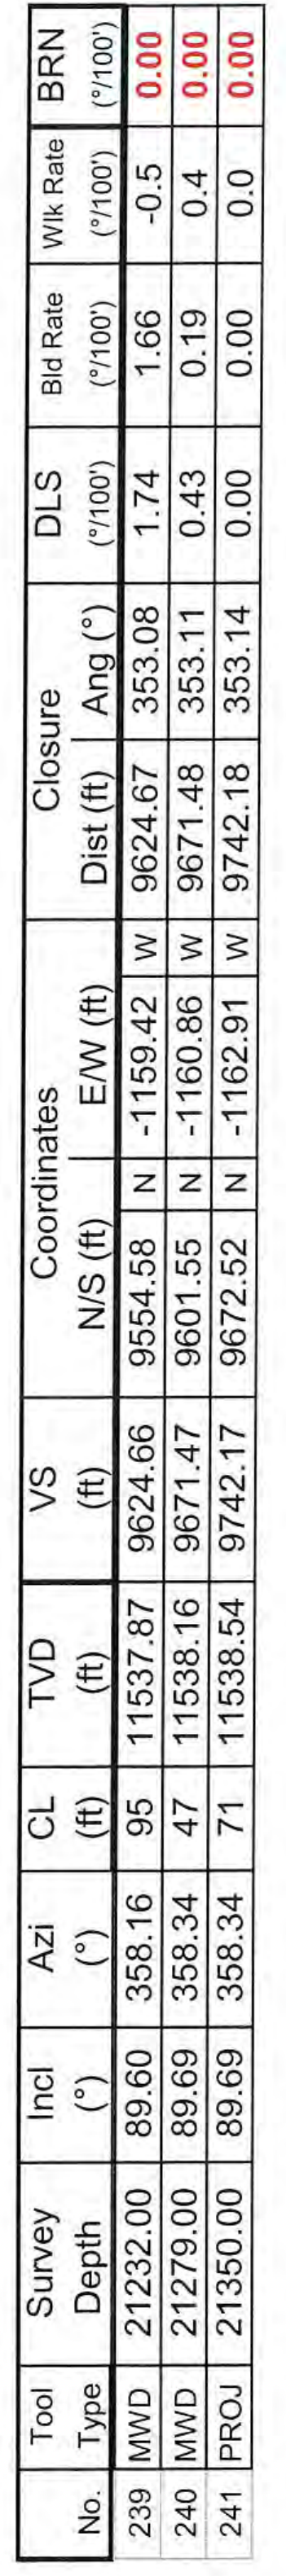 Tool Survey Incl Azi CL TVD VS Coordinates Closure DLS Bld Rate Wlk Rate BRN
No. Type Depth (°) (°) (ft) (ft) (ft) N/S (ft) E/W (ft) Dist (ft) Ang (°) (°/100') (°/100') (°/100') (°/100')
239 MWD 21232.00 89.60 358.16 95 11537.87 9624.66 9554.58 N -1159.42 W 9624.67 353.08 1.74 1.66 -0.5 0.00
240 MWD 21279.00 89.69 358.34 47 11538.16 9671.47 9601.55 N -1160.86 W 9671.48 353.11 0.43 0.19 0.4 0.00
241 PROJ 21350.00 89.69 358.34 71 11538.54 9742.17 9672.52 N -1162.91 W 9742.18 353.14 0.00 0.00 0.0 0.00